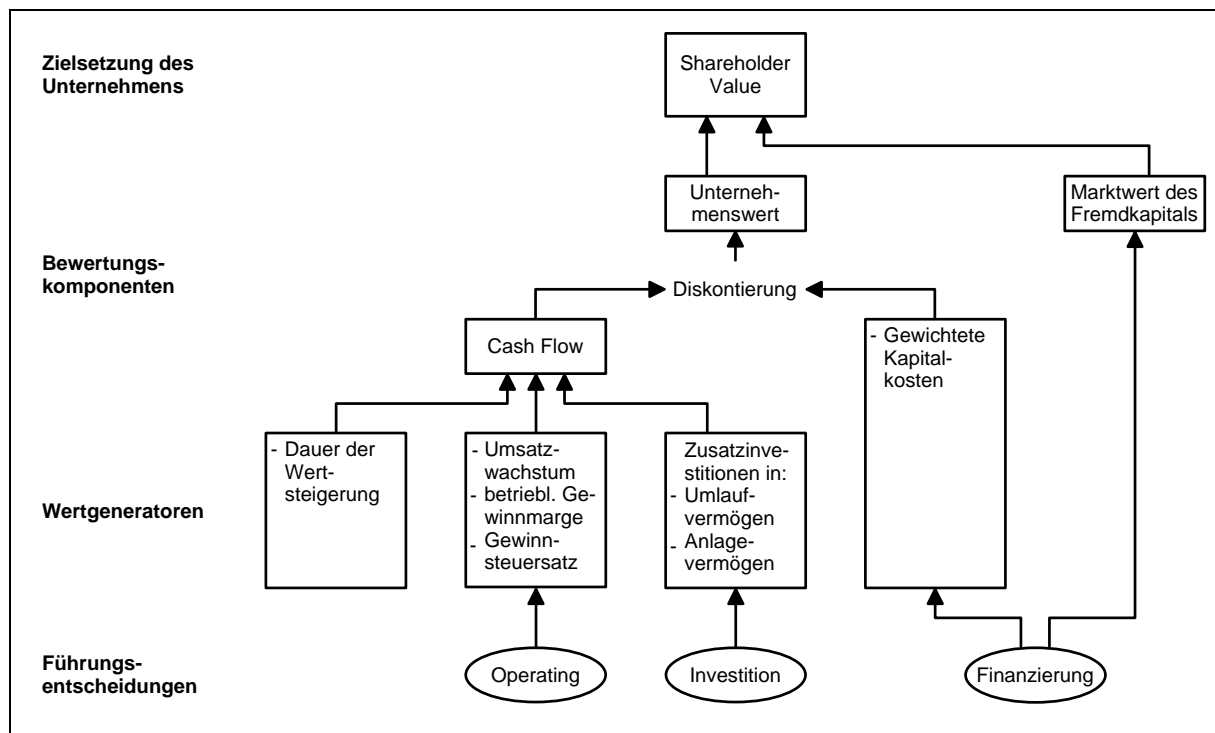 Zielsetzung des
Unternehmens
Shareholder
Value
Unterneh-
menswert
Marktwert des
Fremdkapitals
Bewertungs-
komponenten
Diskontierung
Cash Flow
- Gewichtete
Kapital-
kosten
- Dauer der
Wert-
steigerung
- Umsatz-
wachstum
- betriebl. Ge-
winnmarge
- Gewinn-
steuersatz
Zusatzinve-
stitionen in:
- Umlauf-
vermögen
- Anlage-
vermögen
Wertgeneratoren
Führungs-
entscheidungen
Operating
Investition
Finanzierung